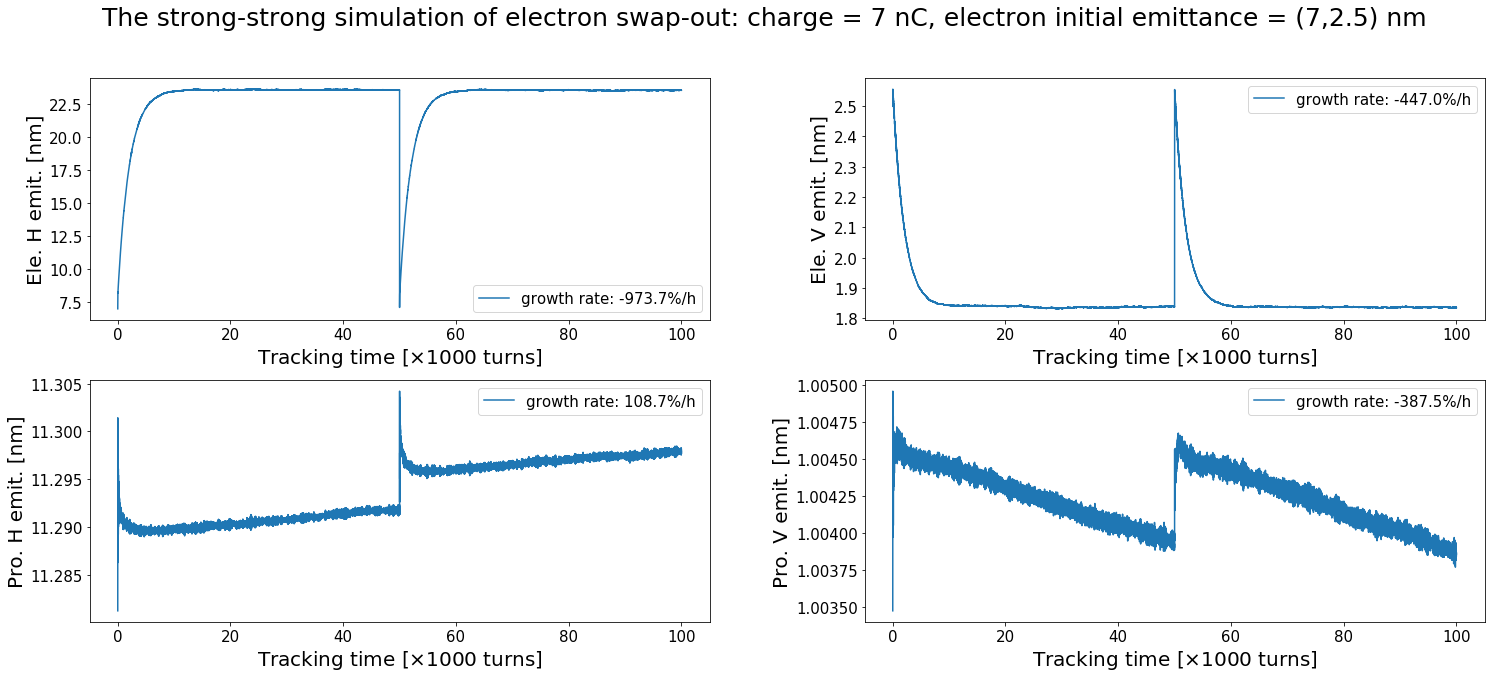 The strong-strong simulation of electron swap-out: charge = 7 nC, electron initial emittance = (7,2.5) nm
Ele. H emit. [nm]
22.5
20.0
17.5
15.0
12.5
10.0
7.5
growth rate: -973.7%/h
0 20 40 60 80 100
Tracking time [×1000 turns]
Ele. V emit. [nm]
2.5
2.4
2.3
2.2
2.1
2.0
1.9
1.8
growth rate: -447.0%/h
0 20 40 60 80 100
Tracking time [×1000 turns]
Pro. H emit. [nm]
11.305
11.300
11.295
11.290
11.285
growth rate: 108.7%/h
0 20 40 60 80 100
Tracking time [×1000 turns]
Pro. V emit. [nm]
1.00500
1.00475
1.00450
1.00425
1.00400
1.00375
1.00350
growth rate: -387.5%/h
0 20 40 60 80 100
Tracking time [×1000 turns]